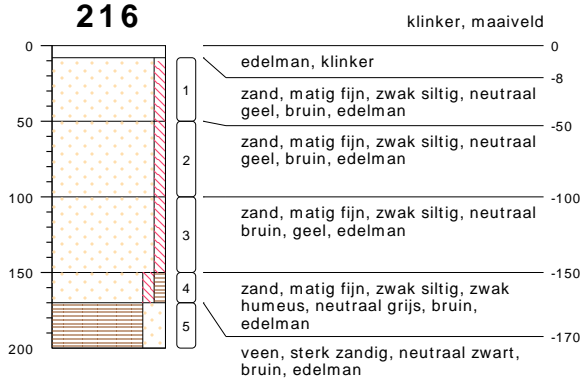 216
klinker, maaiveld
0
0
edelman, klinker
-8
1
zand, matig fijn, zwak siltig, neutraal
geel, bruin, edelman
50
-50
2
zand, matig fijn, zwak siltig, neutraal
geel, bruin, edelman
100
-100
3
zand, matig fijn, zwak siltig, neutraal
bruin, geel, edelman
150
-150
4
zand, matig fijn, zwak siltig, zwak
humeus, neutraal grijs, bruin,
edelman
5
-170
200
veen, sterk zandig, neutraal zwart,
bruin, edelman